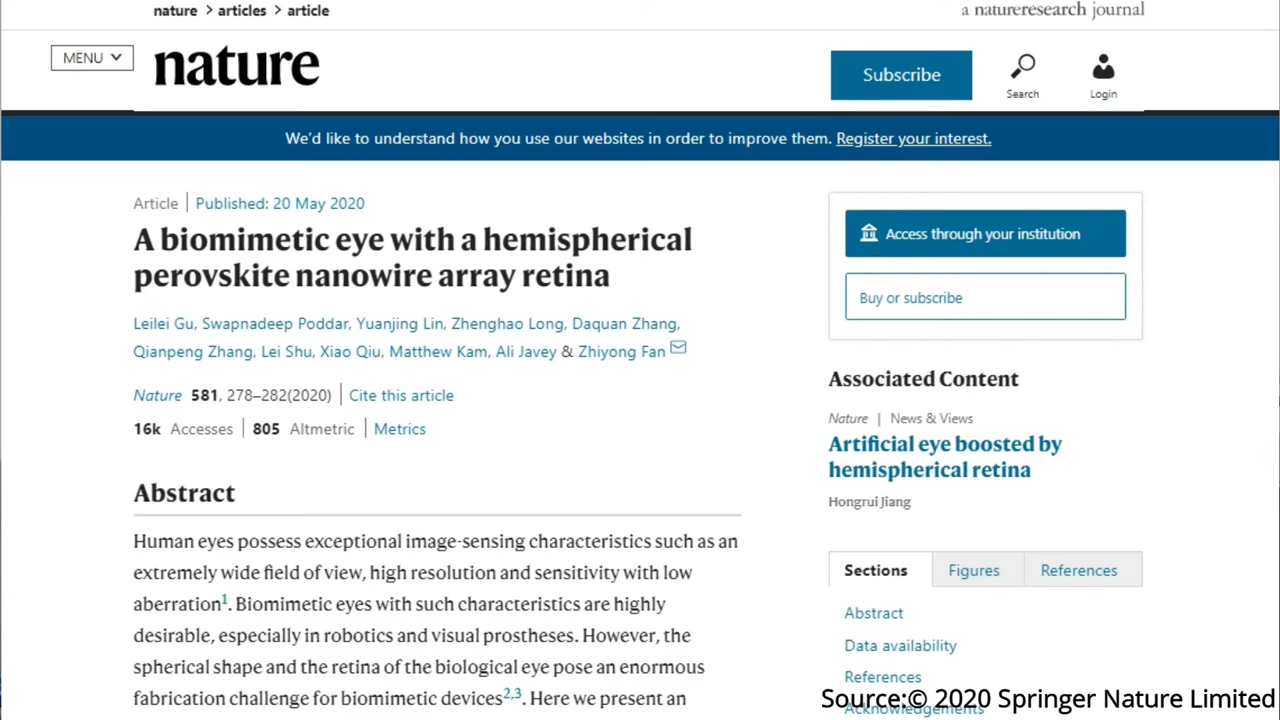 nature > articles > article
a natureresearch journal
MENU
nature
Subscribe
Search
Login
We'd like to understand how you use our websites in order to improve them. Register your interest.
Article | Published: 20 May 2020
A biomimetic eye with a hemispherical
perovskite nanowire array retina
Leilei Gu, Swapnadeep Poddar, Yuanjing Lin, Zhenghao Long, Daquan Zhang,
Qianpeng Zhang, Lei Shu, Xiao Qiu, Matthew Kam, Ali Javey & Zhiyong Fan
Nature 581, 278–282(2020) | Cite this article
16k Accesses | 805 Altmetric | Metrics
Abstract
Human eyes possess exceptional image-sensing characteristics such as an
extremely wide field of view, high resolution and sensitivity with low
aberration1. Biomimetic eyes with such characteristics are highly
desirable, especially in robotics and visual prostheses. However, the
spherical shape and the retina of the biological eye pose an enormous
fabrication challenge for biomimetic devices2,3. Here we present an
Access through your institution
Buy or subscribe
Associated Content
Nature | News & Views
Artificial eye boosted by
hemispherical retina
Hongrui Jiang
Sections
Figures
References
Abstract
Data availability
References
Acknowledgements
Source:© 2020 Springer Nature Limited